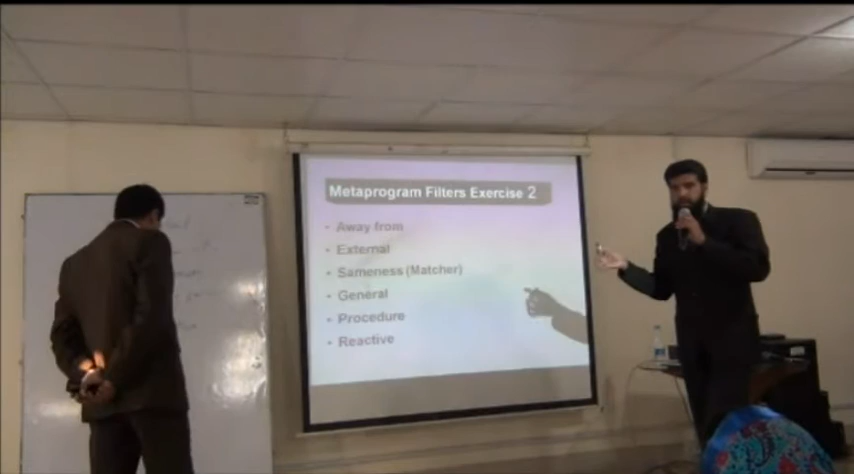 Metaprogram Filters Exercise 2
- Away from
- External
- Sameness (Matcher)
- General
- Procedure
- Reactive